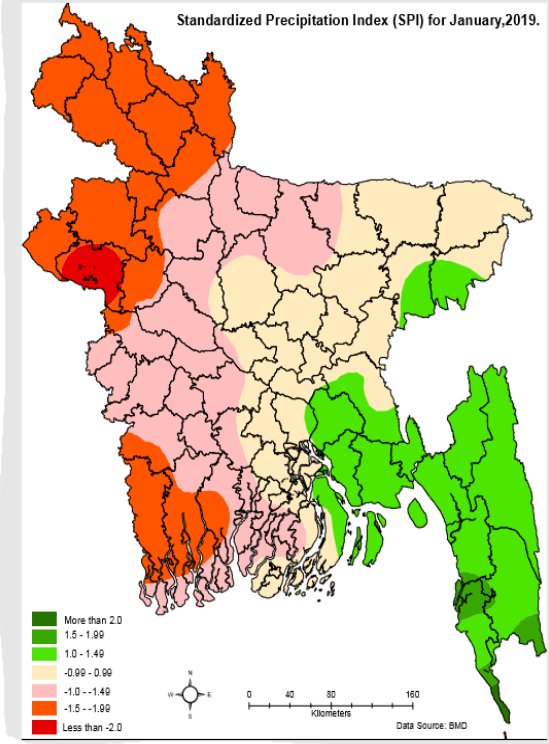 Standardized Precipitation Index (SPI) for January,2019.
More than 2.0
1.5 - 1.99
1.0 - 1.49
-0.99 - 0.99
-1.0 - -1.49
-1.5 - -1.99
Less than -2.0
N
W
E
S
0 40 80 120 160
Kilometers
Data Source: BMD